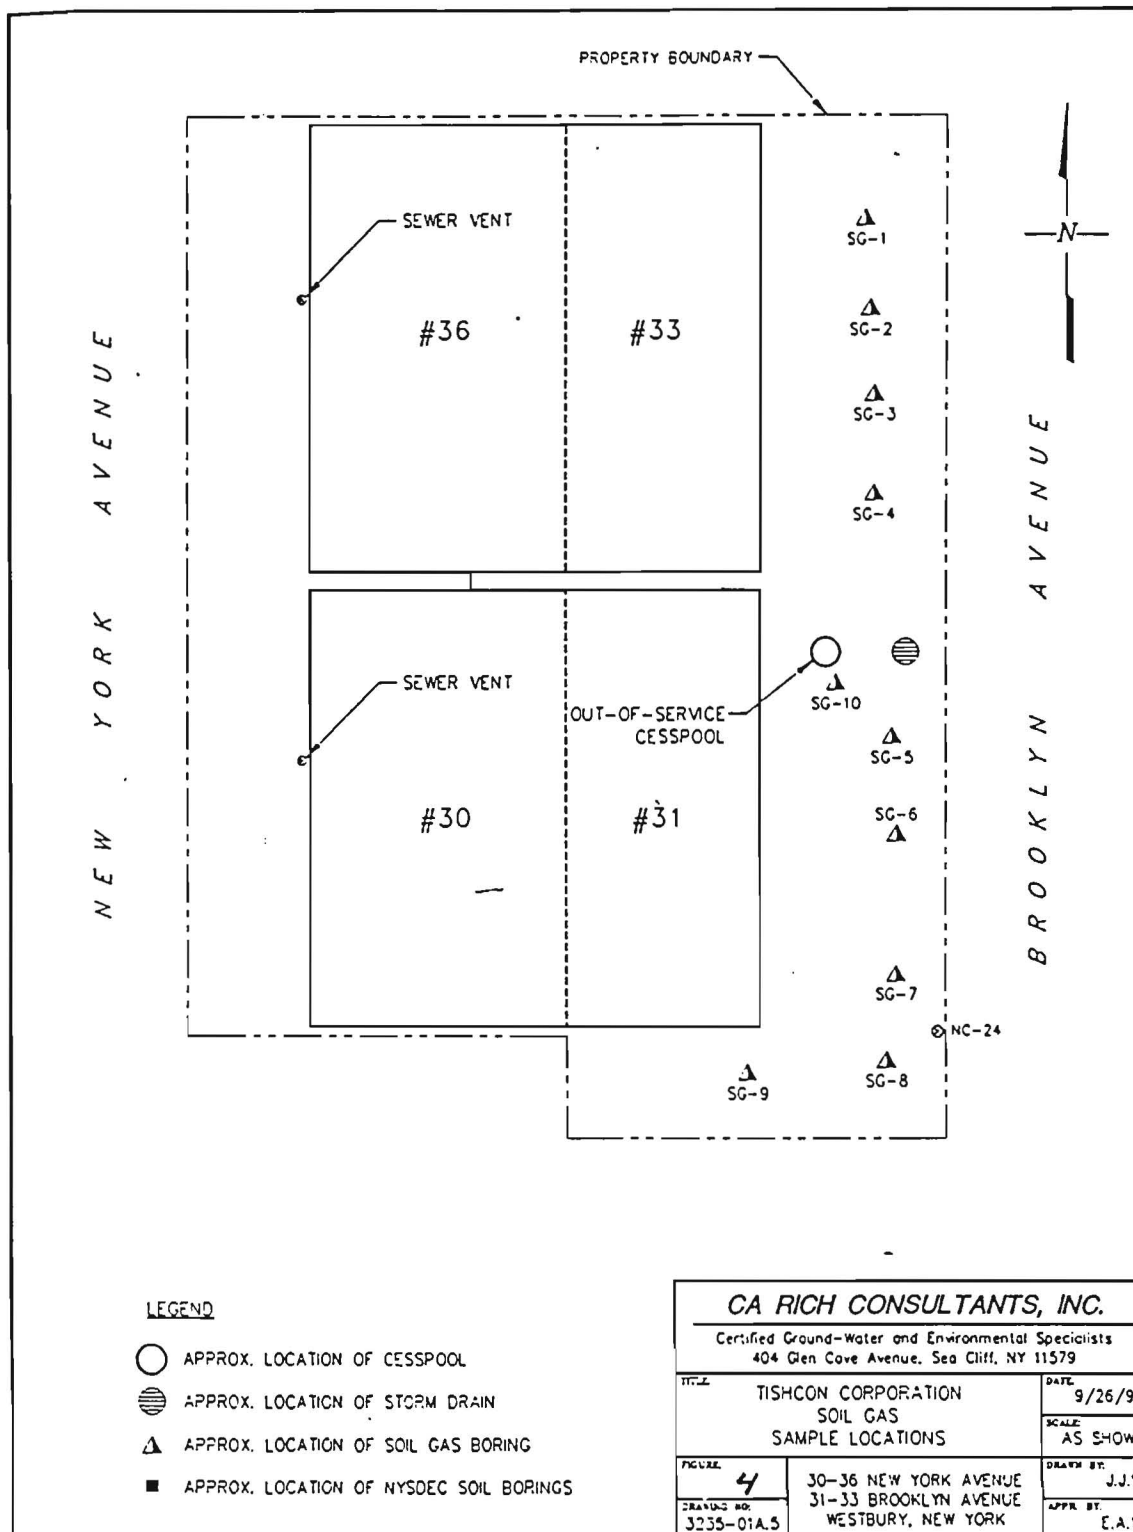 PROPERTY BOUNDARY
SEWER VENT
SG-1
N
SG-2
#36
#33
SG-3
SG-4
NEW YORK AVENUE
BROOKLYN AVENUE
SEWER VENT
SG-10
OUT-OF-SERVICE
CESSPOOL
SG-5
SG-6
#30
#31
SG-7
NC-24
SG-8
SG-9
LEGEND
APPROX. LOCATION OF CESSPOOL
APPROX. LOCATION OF STORM DRAIN
APPROX. LOCATION OF SOIL GAS BORING
APPROX. LOCATION OF NYSDEC SOIL BORINGS
CA RICH CONSULTANTS, INC.
Certified Ground-Water and Environmental Specialists
404 Glen Cove Avenue, Sea Cliff, NY 11579
TITLE
TISHCON CORPORATION
SOIL GAS
SAMPLE LOCATIONS
DATE
9/26/9
SCALE
AS SHOW
FIGURE
4
DRAWING NO.
3235-01A.5
30-36 NEW YORK AVENUE
31-33 BROOKLYN AVENUE
WESTBURY, NEW YORK
DRAWN BY:
J.J.
APPR. BY:
E.A.